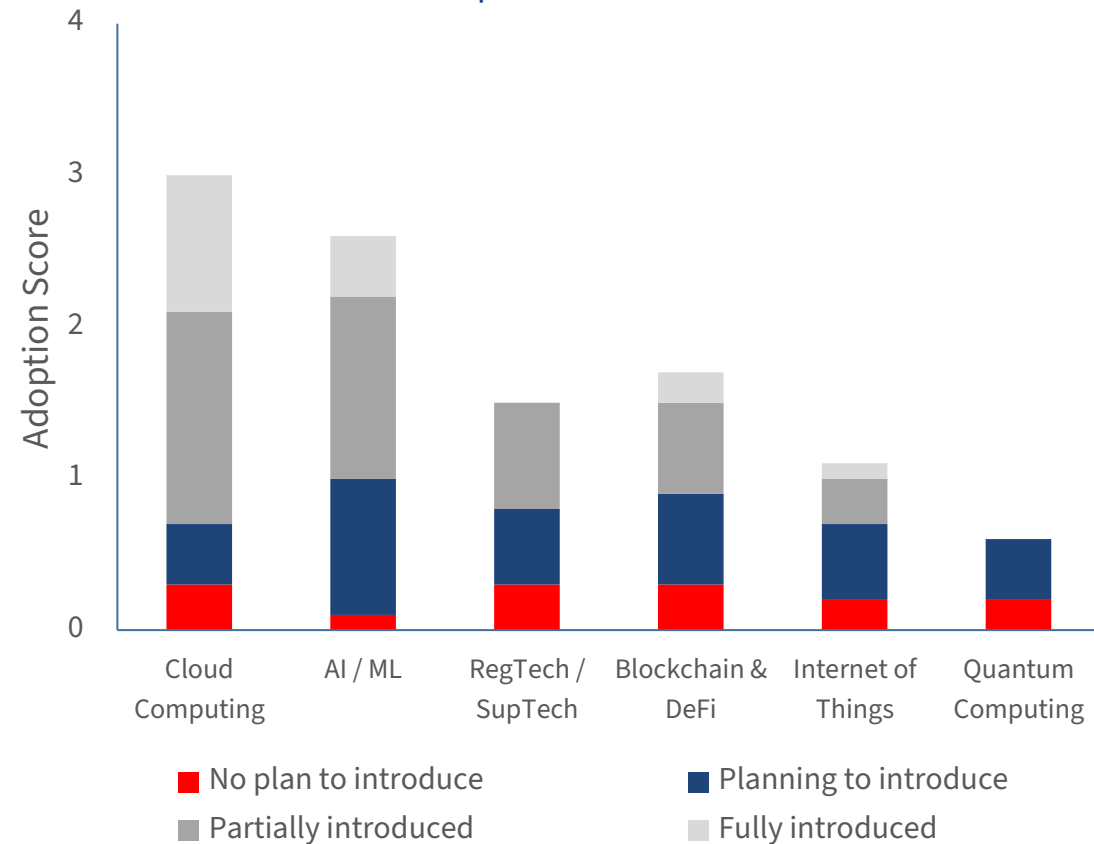 4
3
2
1
0
Adoption Score
Cloud Computing
AI / ML
RegTech / SupTech
Blockchain & DeFi
Internet of Things
Quantum Computing
No plan to introduce
Planning to introduce
Partially introduced
Fully introduced